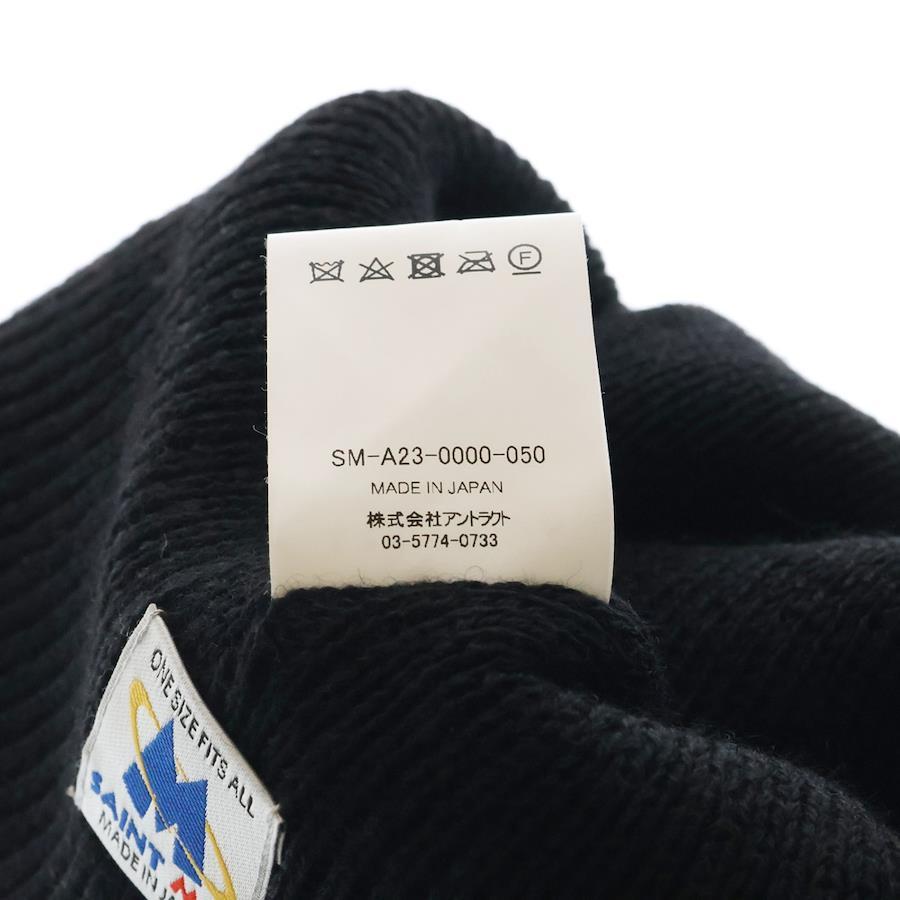 F
SM-A23-0000-050
MADE IN JAPAN
株式会社アントラクト
03-5774-0733
ONE SIZE FITS ALL
SAINT
MADE IN